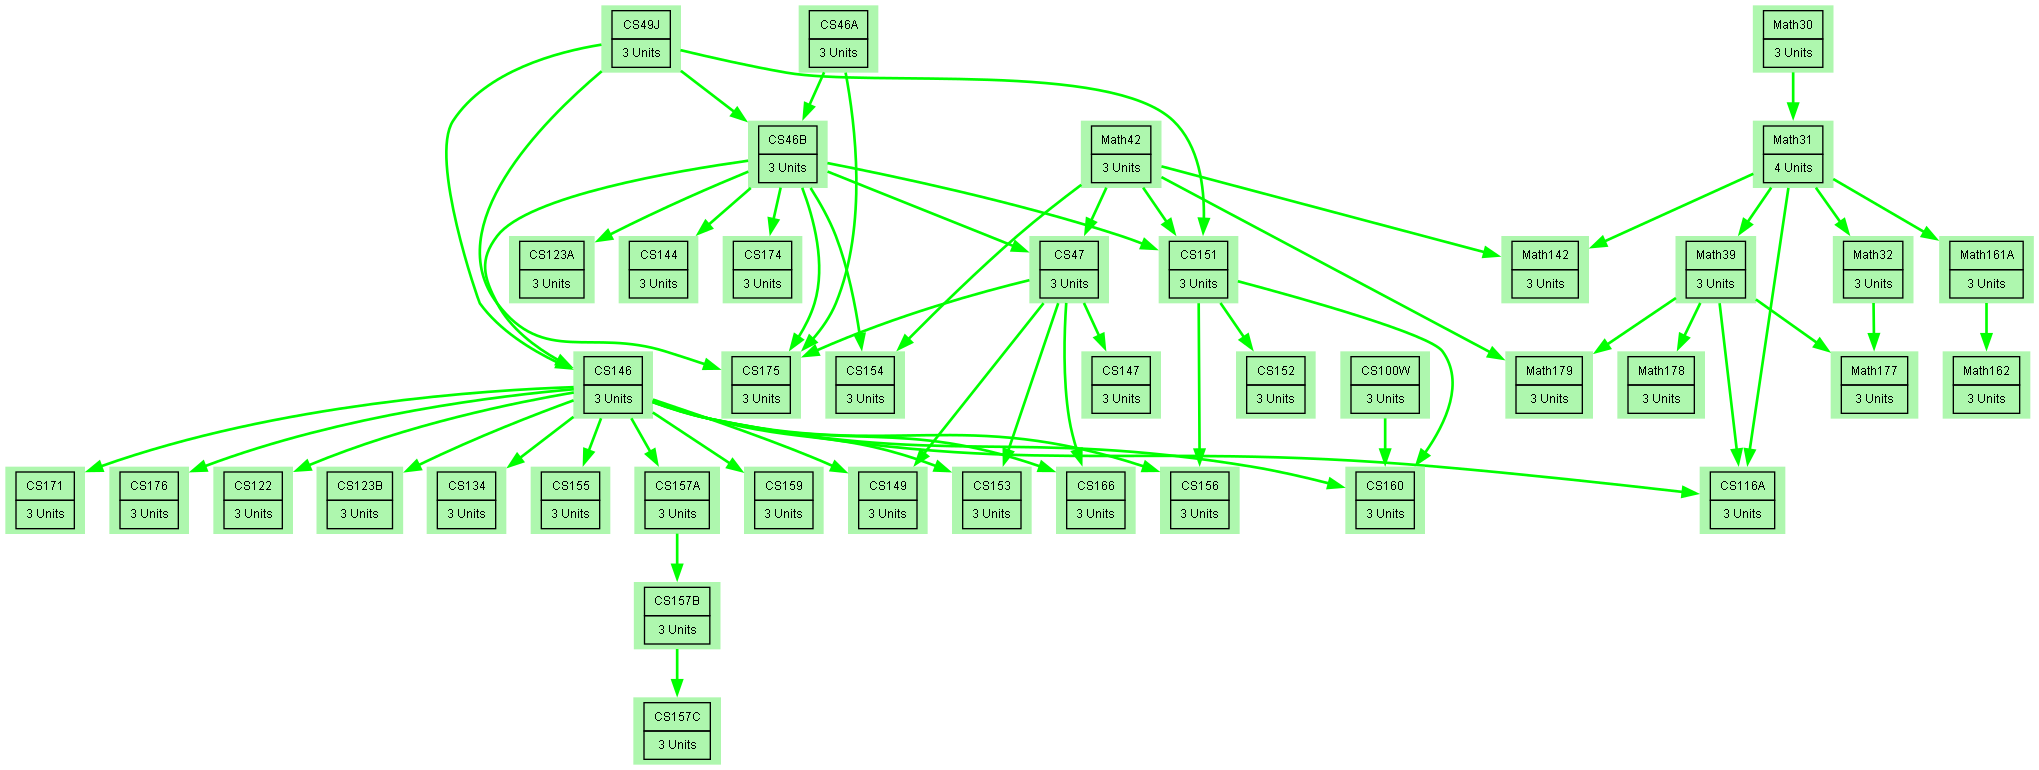 CS49J
3 Units
CS46A
3 Units
Math30
3 Units
CS46B
3 Units
Math42
3 Units
Math31
4 Units
CS123A
3 Units
CS144
3 Units
CS174
3 Units
CS47
3 Units
CS151
3 Units
Math142
3 Units
Math39
3 Units
Math32
3 Units
Math161A
3 Units
CS146
3 Units
CS175
3 Units
CS154
3 Units
CS147
3 Units
CS152
3 Units
CS100W
3 Units
Math179
3 Units
Math178
3 Units
Math177
3 Units
Math162
3 Units
CS171
3 Units
CS176
3 Units
CS122
3 Units
CS123B
3 Units
CS134
3 Units
CS155
3 Units
CS157A
3 Units
CS159
3 Units
CS149
3 Units
CS153
3 Units
CS166
3 Units
CS156
3 Units
CS160
3 Units
CS116A
3 Units
CS157B
3 Units
CS157C
3 Units